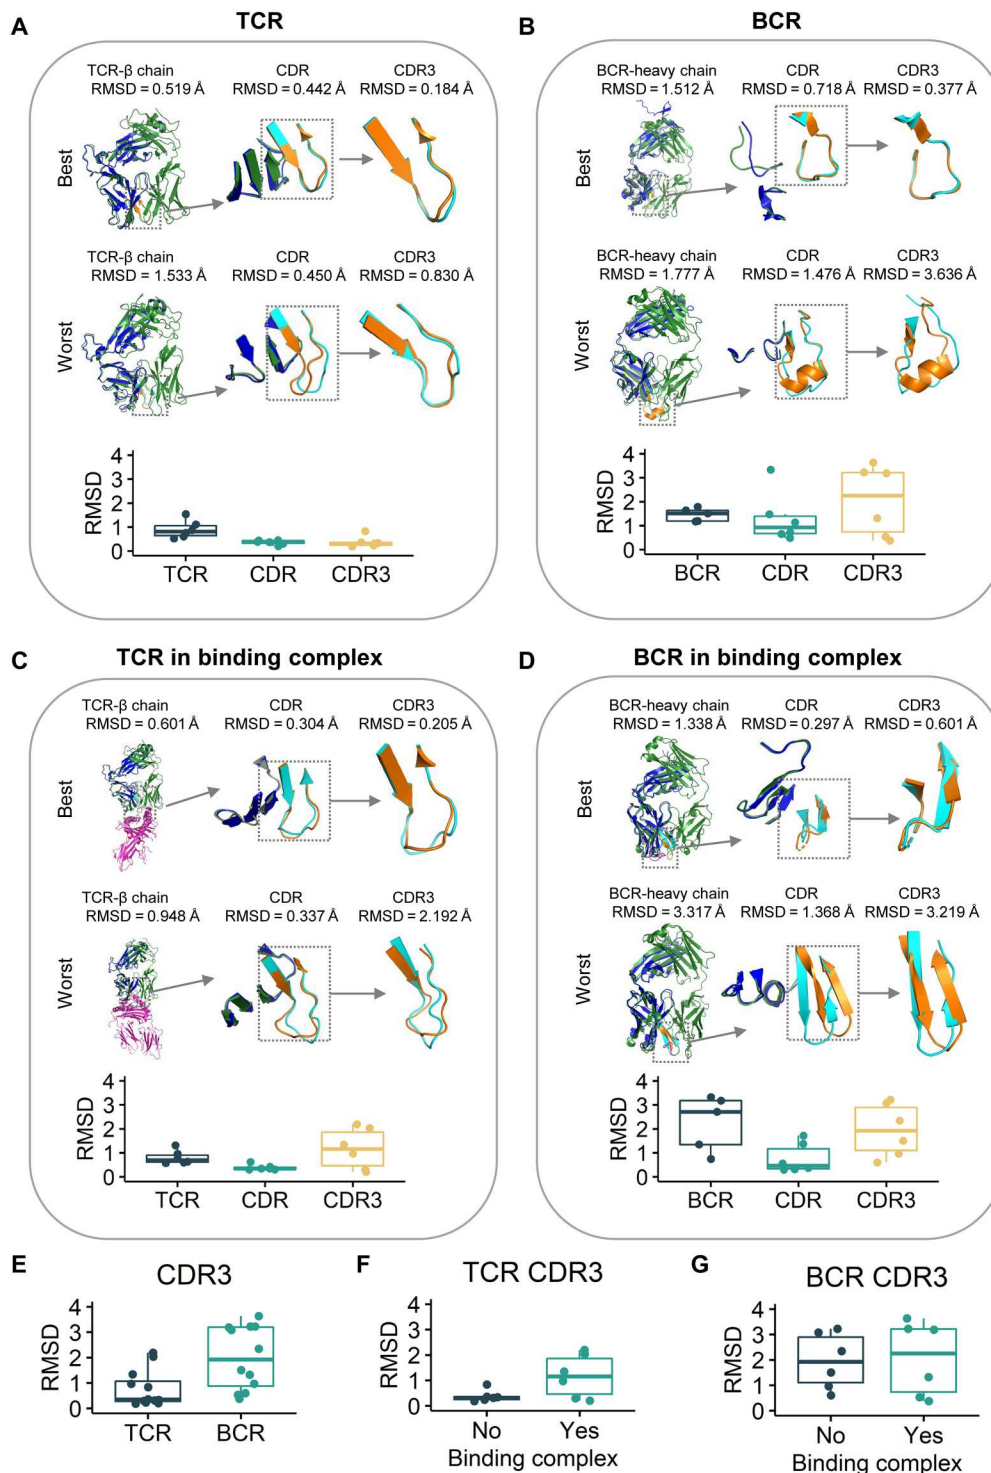 A
TCR
TCR-β chain
RMSD = 0.519 Å
CDR
RMSD = 0.442 Å
CDR3
RMSD = 0.184 Å
Best
TCR-β chain
RMSD = 1.533 Å
CDR
RMSD = 0.450 Å
CDR3
RMSD = 0.830 Å
Worst
RMSD
4
3
2
1
0
TCR
CDR
CDR3
B
BCR
BCR-heavy chain
RMSD = 1.512 Å
CDR
RMSD = 0.718 Å
CDR3
RMSD = 0.377 Å
Best
BCR-heavy chain
RMSD = 1.777 Å
CDR
RMSD = 1.476 Å
CDR3
RMSD = 3.636 Å
Worst
RMSD
4
3
2
1
0
BCR
CDR
CDR3
C
TCR in binding complex
TCR-β chain
RMSD = 0.601 Å
CDR
RMSD = 0.304 Å
CDR3
RMSD = 0.205 Å
Best
TCR-β chain
RMSD = 0.948 Å
CDR
RMSD = 0.337 Å
CDR3
RMSD = 2.192 Å
Worst
RMSD
4
3
2
1
0
TCR
CDR
CDR3
D
BCR in binding complex
BCR-heavy chain
RMSD = 1.338 Å
CDR
RMSD = 0.297 Å
CDR3
RMSD = 0.601 Å
Best
BCR-heavy chain
RMSD = 3.317 Å
CDR
RMSD = 1.368 Å
CDR3
RMSD = 3.219 Å
Worst
RMSD
4
3
2
1
0
BCR
CDR
CDR3
E
CDR3
RMSD
4
3
2
1
0
TCR
BCR
F
TCR CDR3
RMSD
4
3
2
1
0
No
Yes
Binding complex
G
BCR CDR3
RMSD
4
3
2
1
0
No
Yes
Binding complex